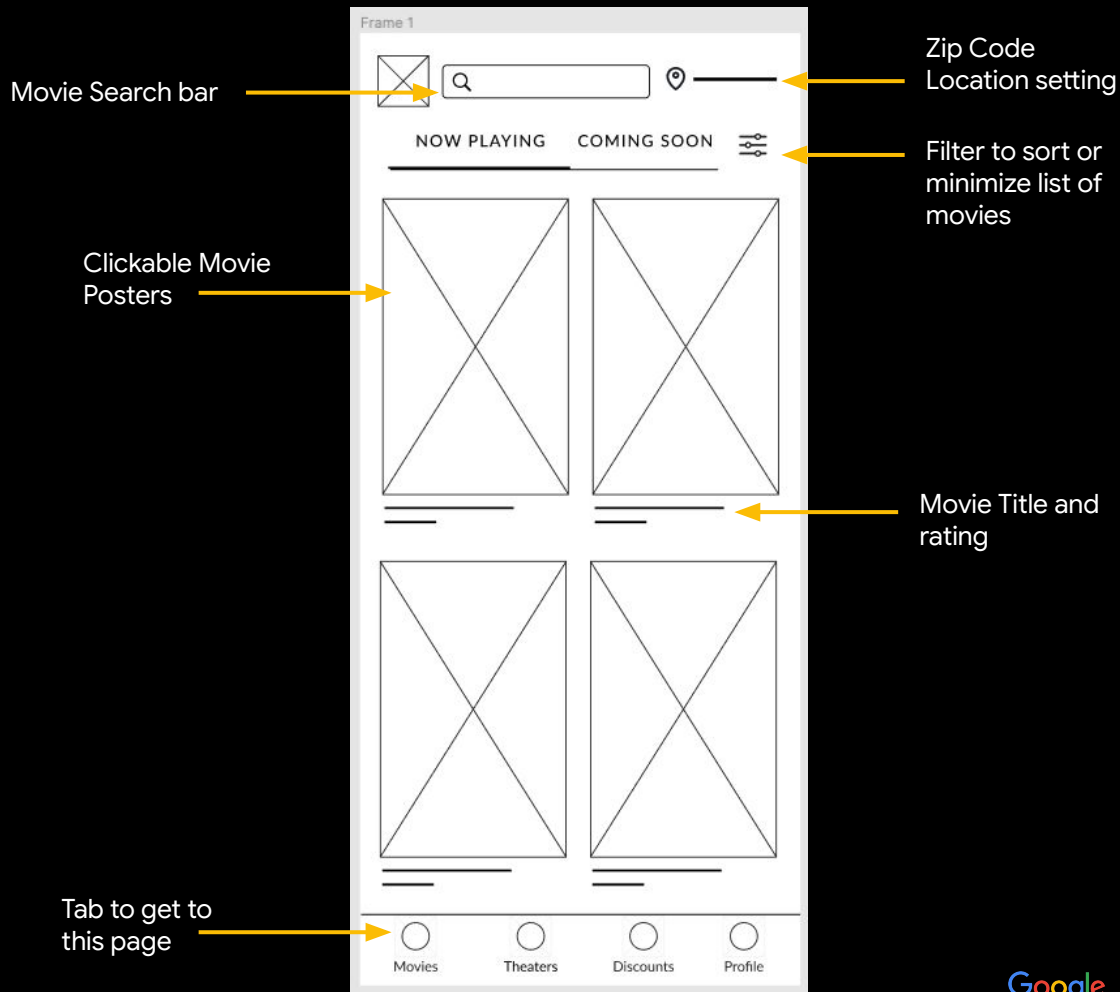 Frame 1
Movie Search bar
Zip Code
Location setting
NOW PLAYING
COMING SOON
Filter to sort or
minimize list of
movies
Clickable Movie
Posters
Movie Title and
rating
Tab to get to
this page
Movies
Theaters
Discounts
Profile
Google